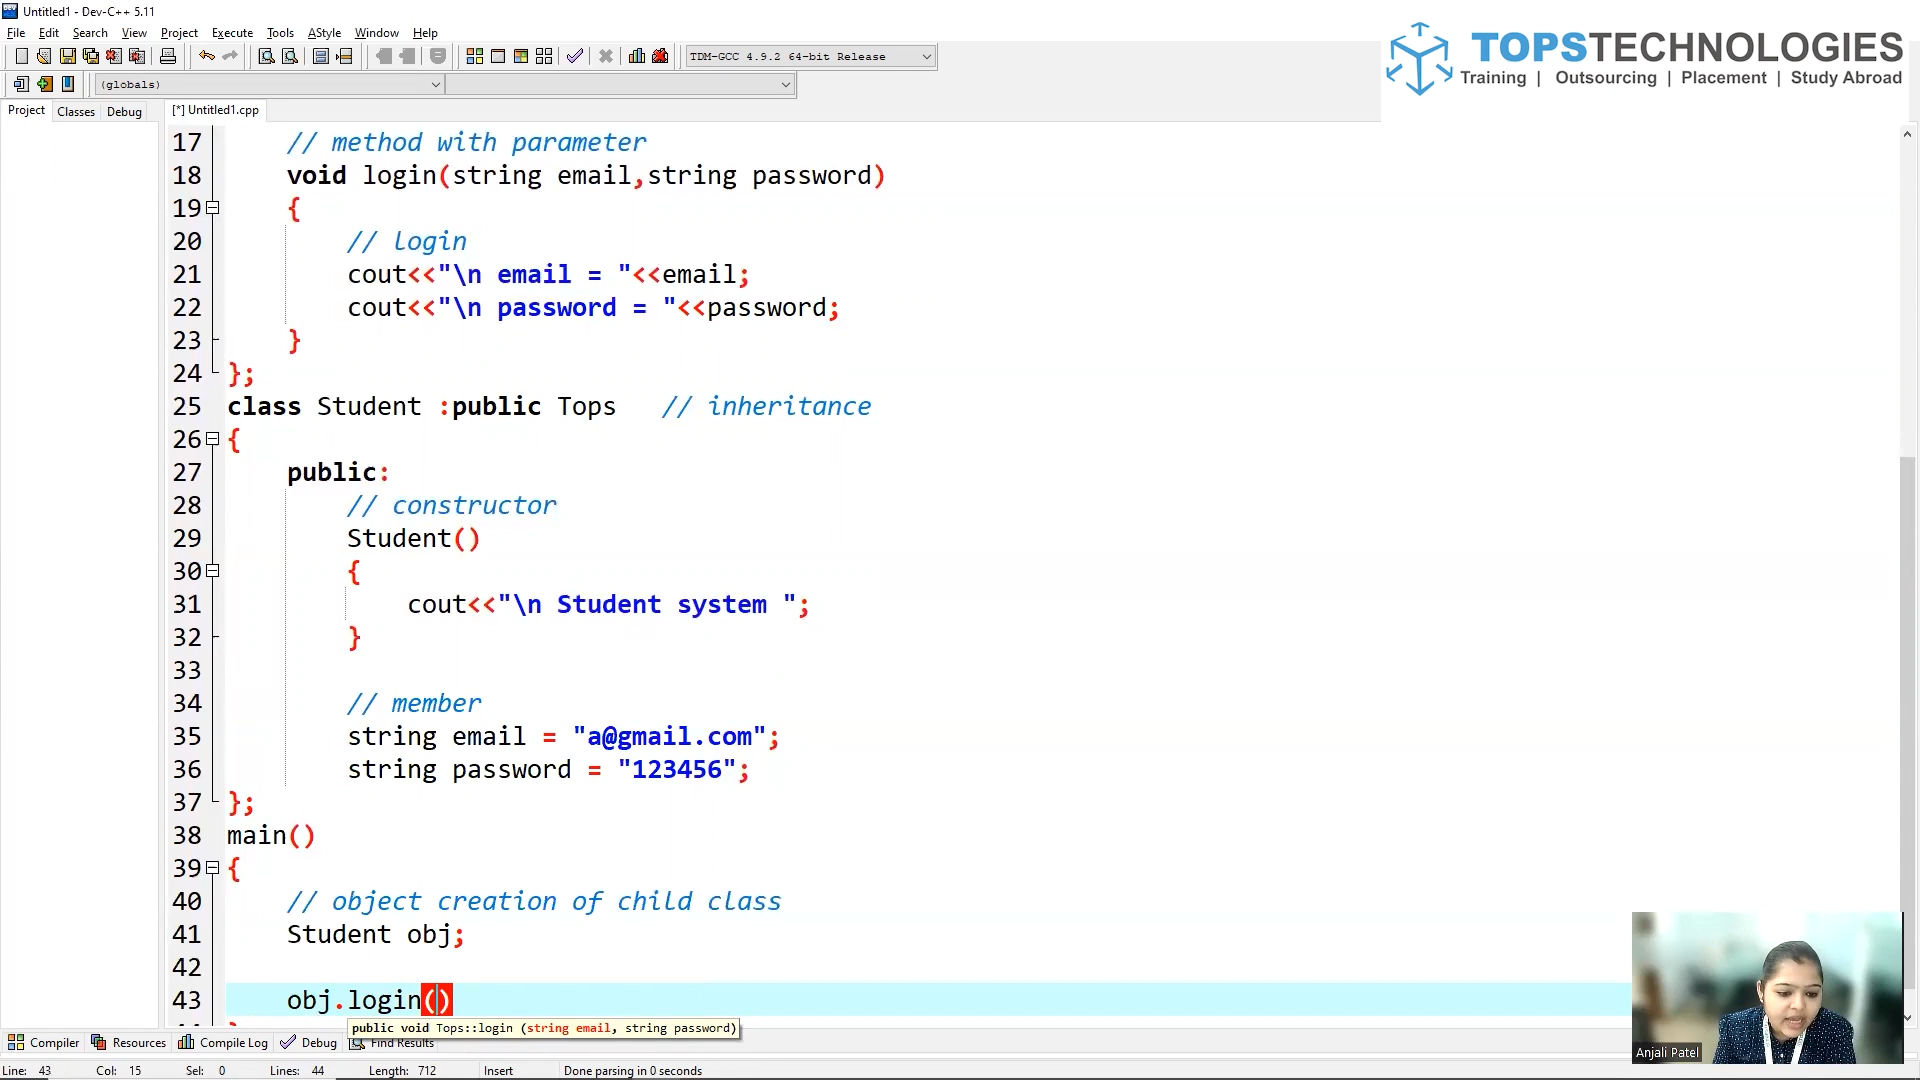 Untitled1 - Dev-C++ 5.11
File Edit Search View Project Execute Tools AStyle Window Help
TDM-GCC 4.9.2 64-bit Release
TOPSTECHNOLOGIES
Training | Outsourcing | Placement | Study Abroad
(globals)
Project Classes Debug
[*] Untitled1.cpp
17 // method with parameter
18 void login(string email,string password)
19 {
20 // login
21 cout<<"\n email = "<<email;
22 cout<<"\n password = "<<password;
23 }
24 };
25 class Student :public Tops // inheritance
26 {
27 public:
28 // constructor
29 Student()
30 {
31 cout<<"\n Student system ";
32 }
33
34 // member
35 string email = "a@gmail.com";
36 string password = "123456";
37 };
38 main()
39 {
40 // object creation of child class
41 Student obj;
42
43 obj.login()
public void Tops::login (string email, string password)
Compiler Resources Compile Log Debug Find Results
Line: 43 Col: 15 Sel: 0 Lines: 44 Length: 712 Insert Done parsing in 0 seconds
Anjali Patel